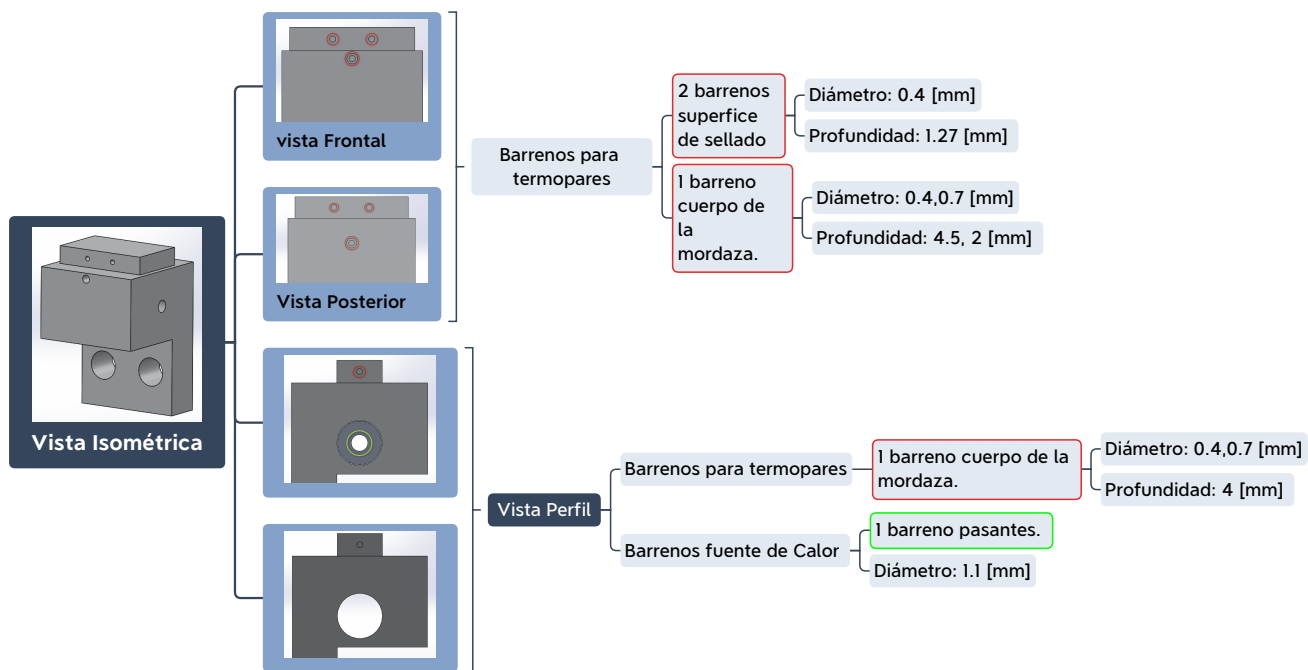 Vista Isométrica
vista Frontal
Vista Posterior
Barrenos para
termopares
2 barrenos
superfice
de sellado
Diámetro: 0.4 [mm]
Profundidad: 1.27 [mm]
1 barreno
cuerpo de
la
mordaza.
Diámetro: 0.4,0.7 [mm]
Profundidad: 4.5, 2 [mm]
Vista Perfil
Barrenos para termopares
1 barreno cuerpo de la
mordaza.
Diámetro: 0.4,0.7 [mm]
Profundidad: 4 [mm]
Barrenos fuente de Calor
1 barreno pasantes.
Diámetro: 1.1 [mm]